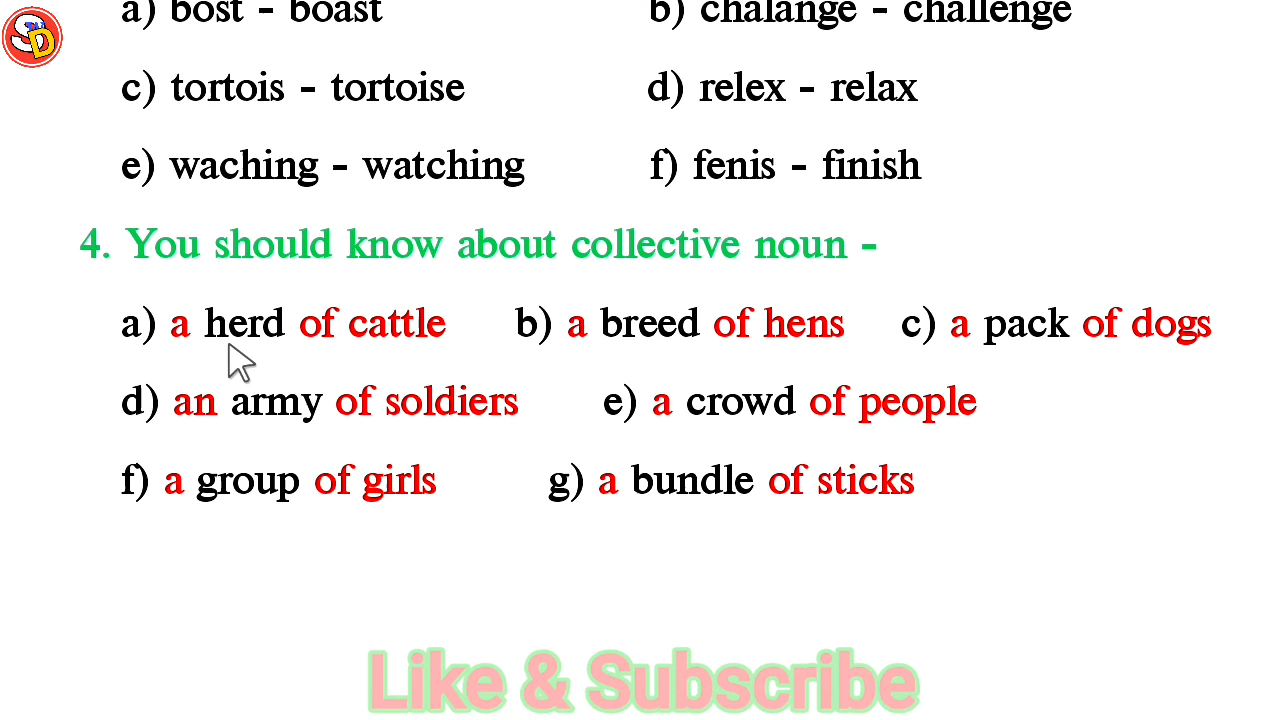 a) bost - boast b) chalange - challenge
c) tortois - tortoise d) relex - relax
e) waching - watching f) fenis - finish
4. You should know about collective noun -
a) a herd of cattle b) a breed of hens c) a pack of dogs
d) an army of soldiers e) a crowd of people
f) a group of girls g) a bundle of sticks
Like & Subscribe